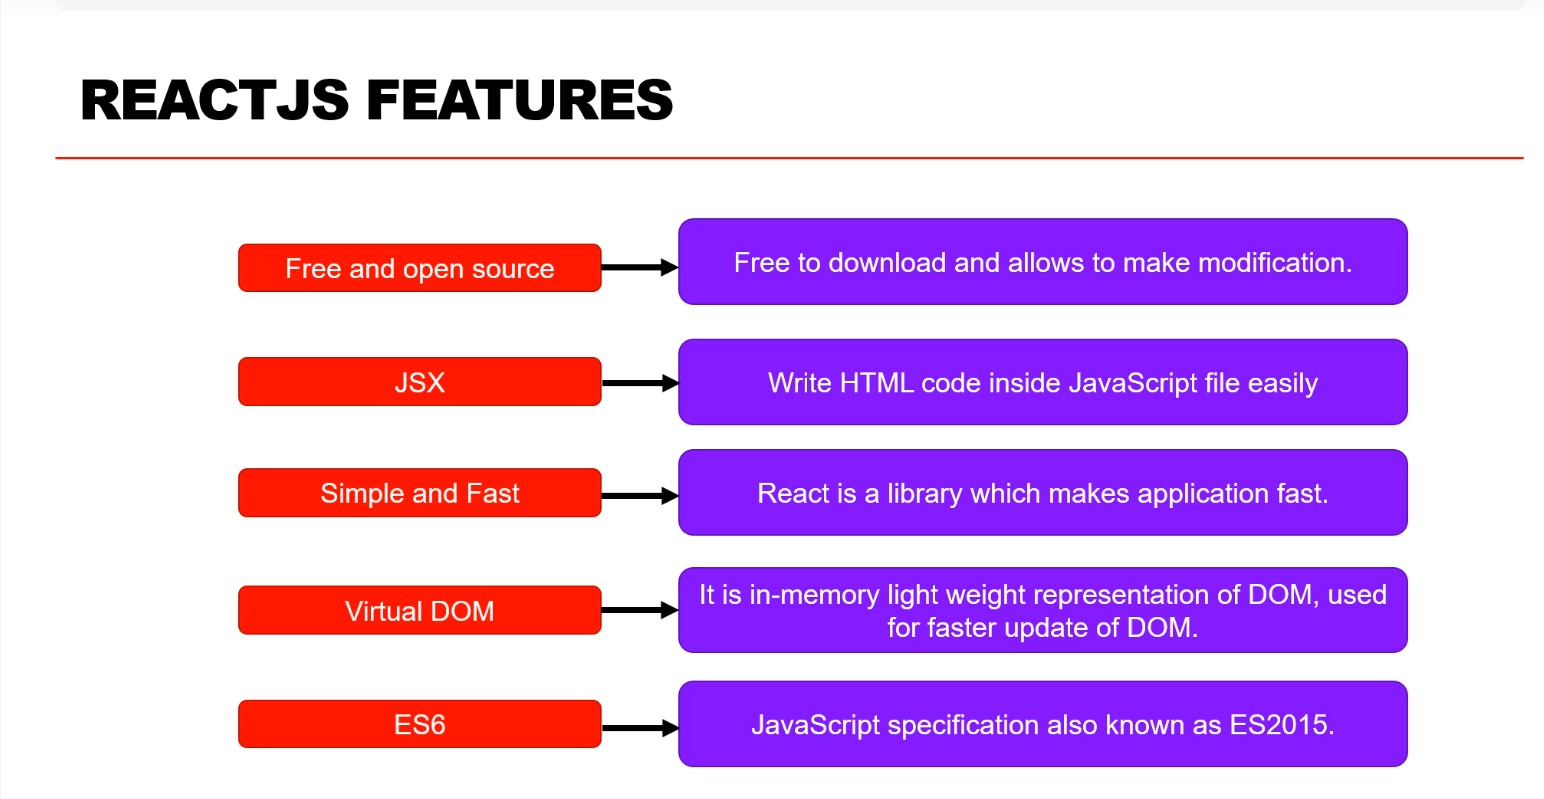 REACTJS FEATURES
Free and open source
Free to download and allows to make modification.
JSX
Write HTML code inside JavaScript file easily
Simple and Fast
React is a library which makes application fast.
Virtual DOM
It is in-memory light weight representation of DOM, used
for faster update of DOM.
ES6
JavaScript specification also known as ES2015.